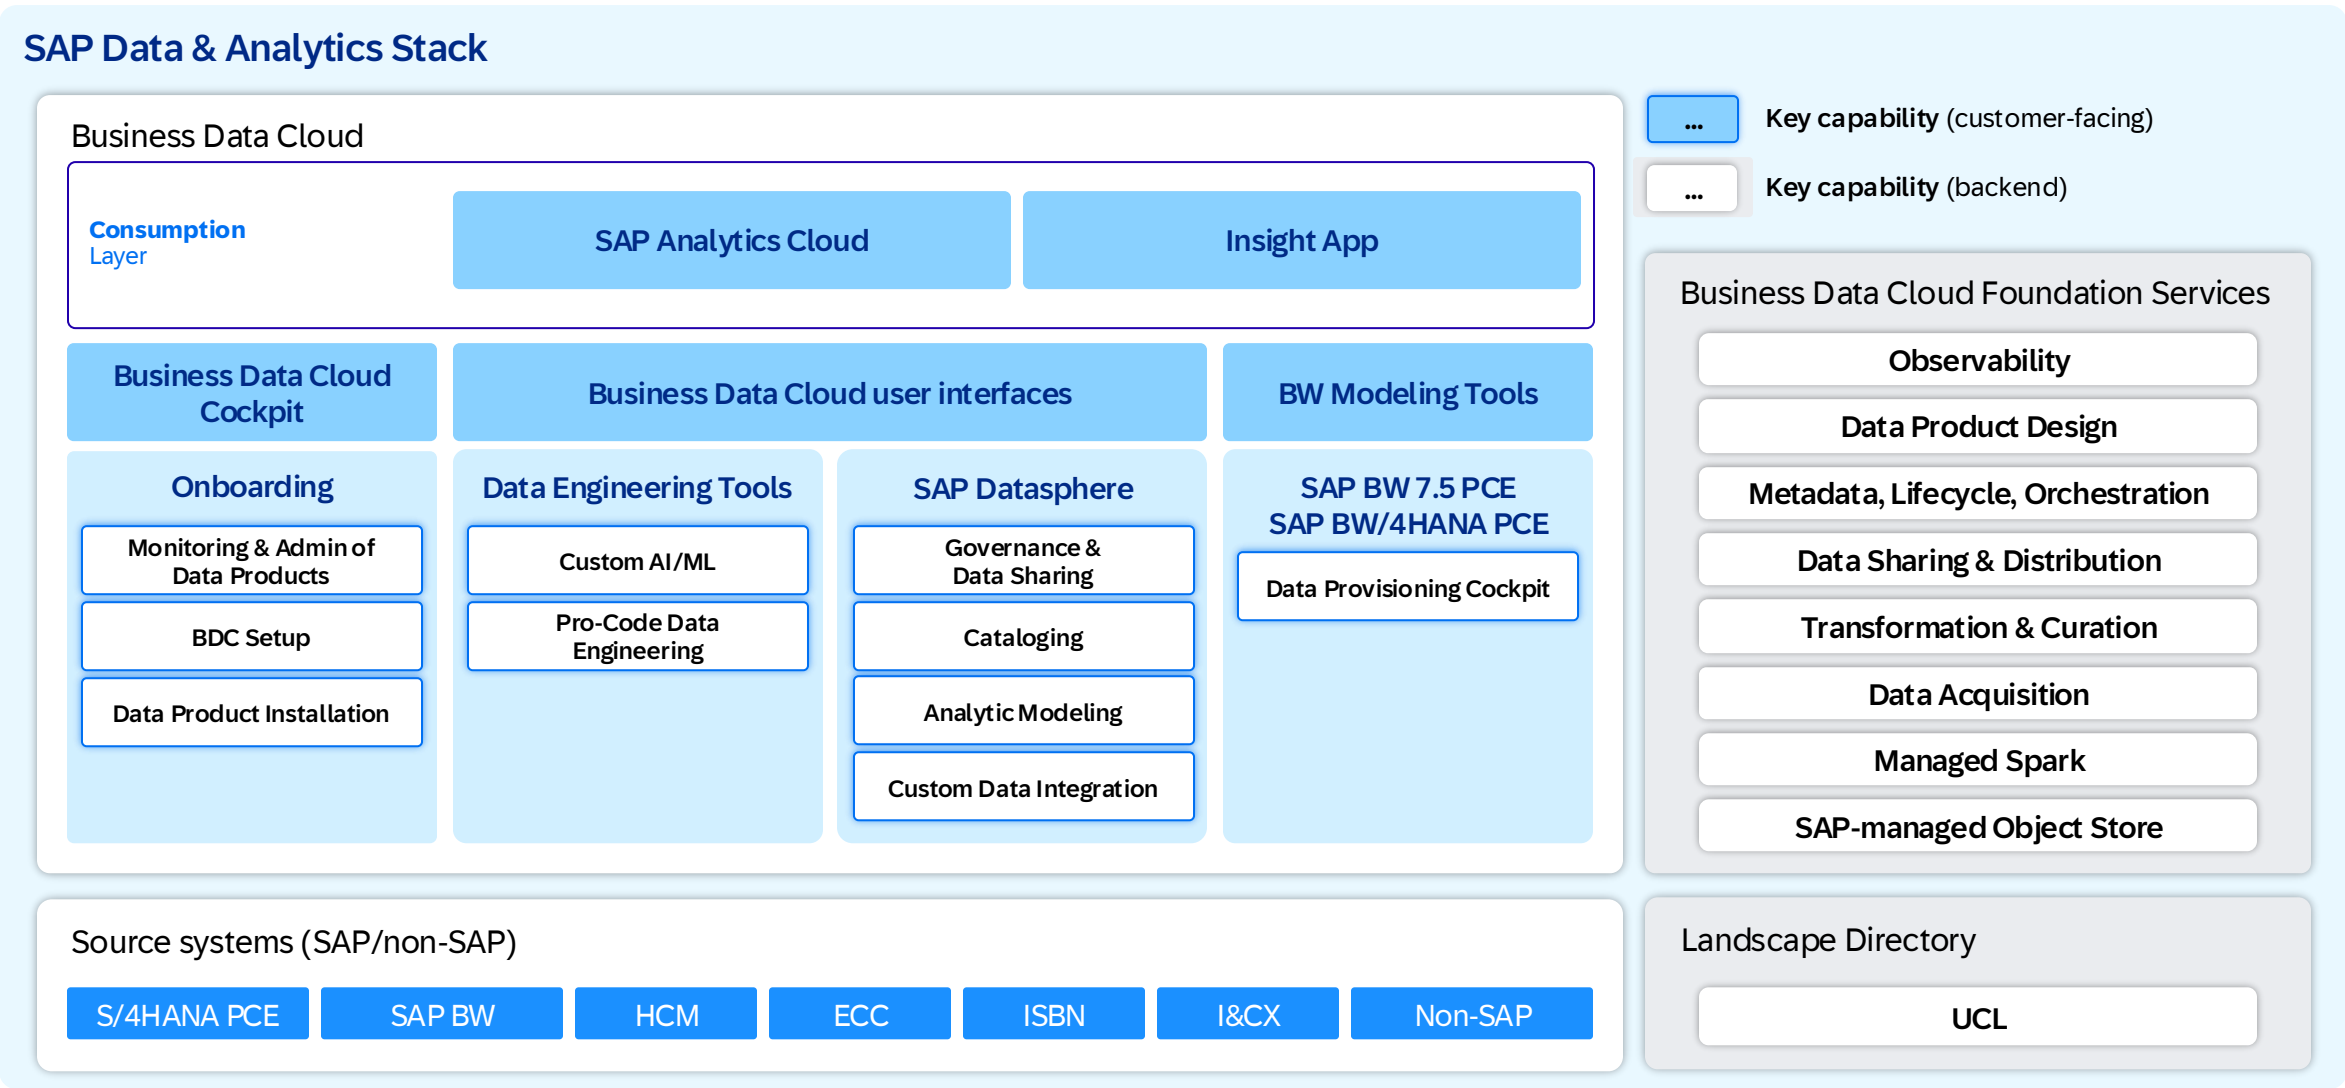 SAP Data & Analytics Stack
Business Data Cloud
Consumption
Layer
SAP Analytics Cloud
Insight App
Business Data Cloud
Cockpit
Business Data Cloud user interfaces
BW Modeling Tools
Onboarding
Monitoring & Admin of
Data Products
BDC Setup
Data Product Installation
Data Engineering Tools
Custom AI/ML
Pro-Code Data
Engineering
SAP Datasphere
Governance &
Data Sharing
Cataloging
Analytic Modeling
Custom Data Integration
SAP BW 7.5 PCE
SAP BW/4HANA PCE
Data Provisioning Cockpit
... Key capability (customer-facing)
... Key capability (backend)
Business Data Cloud Foundation Services
Observability
Data Product Design
Metadata, Lifecycle, Orchestration
Data Sharing & Distribution
Transformation & Curation
Data Acquisition
Managed Spark
SAP-managed Object Store
Source systems (SAP/non-SAP)
S/4HANA PCE
SAP BW
HCM
ECC
ISBN
I&CX
Non-SAP
Landscape Directory
UCL